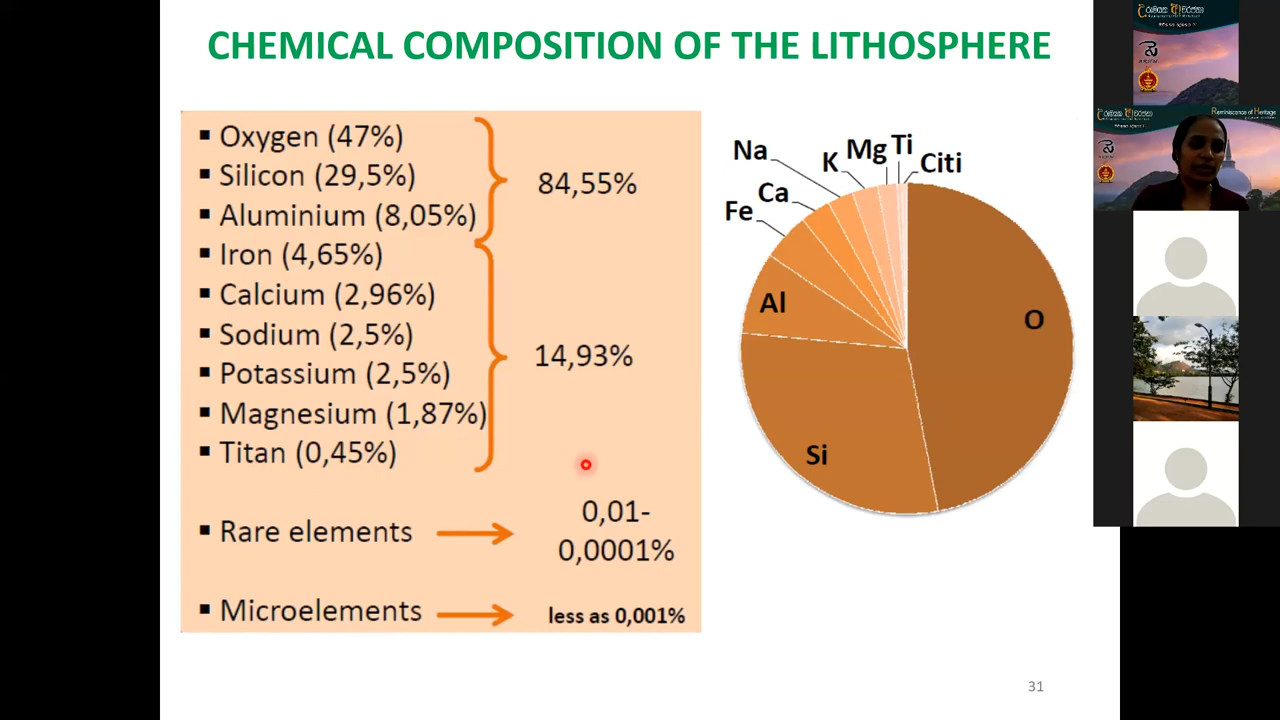 CHEMICAL COMPOSITION OF THE LITHOSPHERE
▪ Oxygen (47%)
▪ Silicon (29,5%)
▪ Aluminium (8,05%)
84,55%
▪ Iron (4,65%)
▪ Calcium (2,96%)
▪ Sodium (2,5%)
▪ Potassium (2,5%)
▪ Magnesium (1,87%)
▪ Titan (0,45%)
14,93%
▪ Rare elements
0,01-
0,0001%
▪ Microelements
less as 0,001%
Na
K
Mg
Ti
Citi
Ca
Fe
Al
O
Si
31
Reminiscence of Heritage